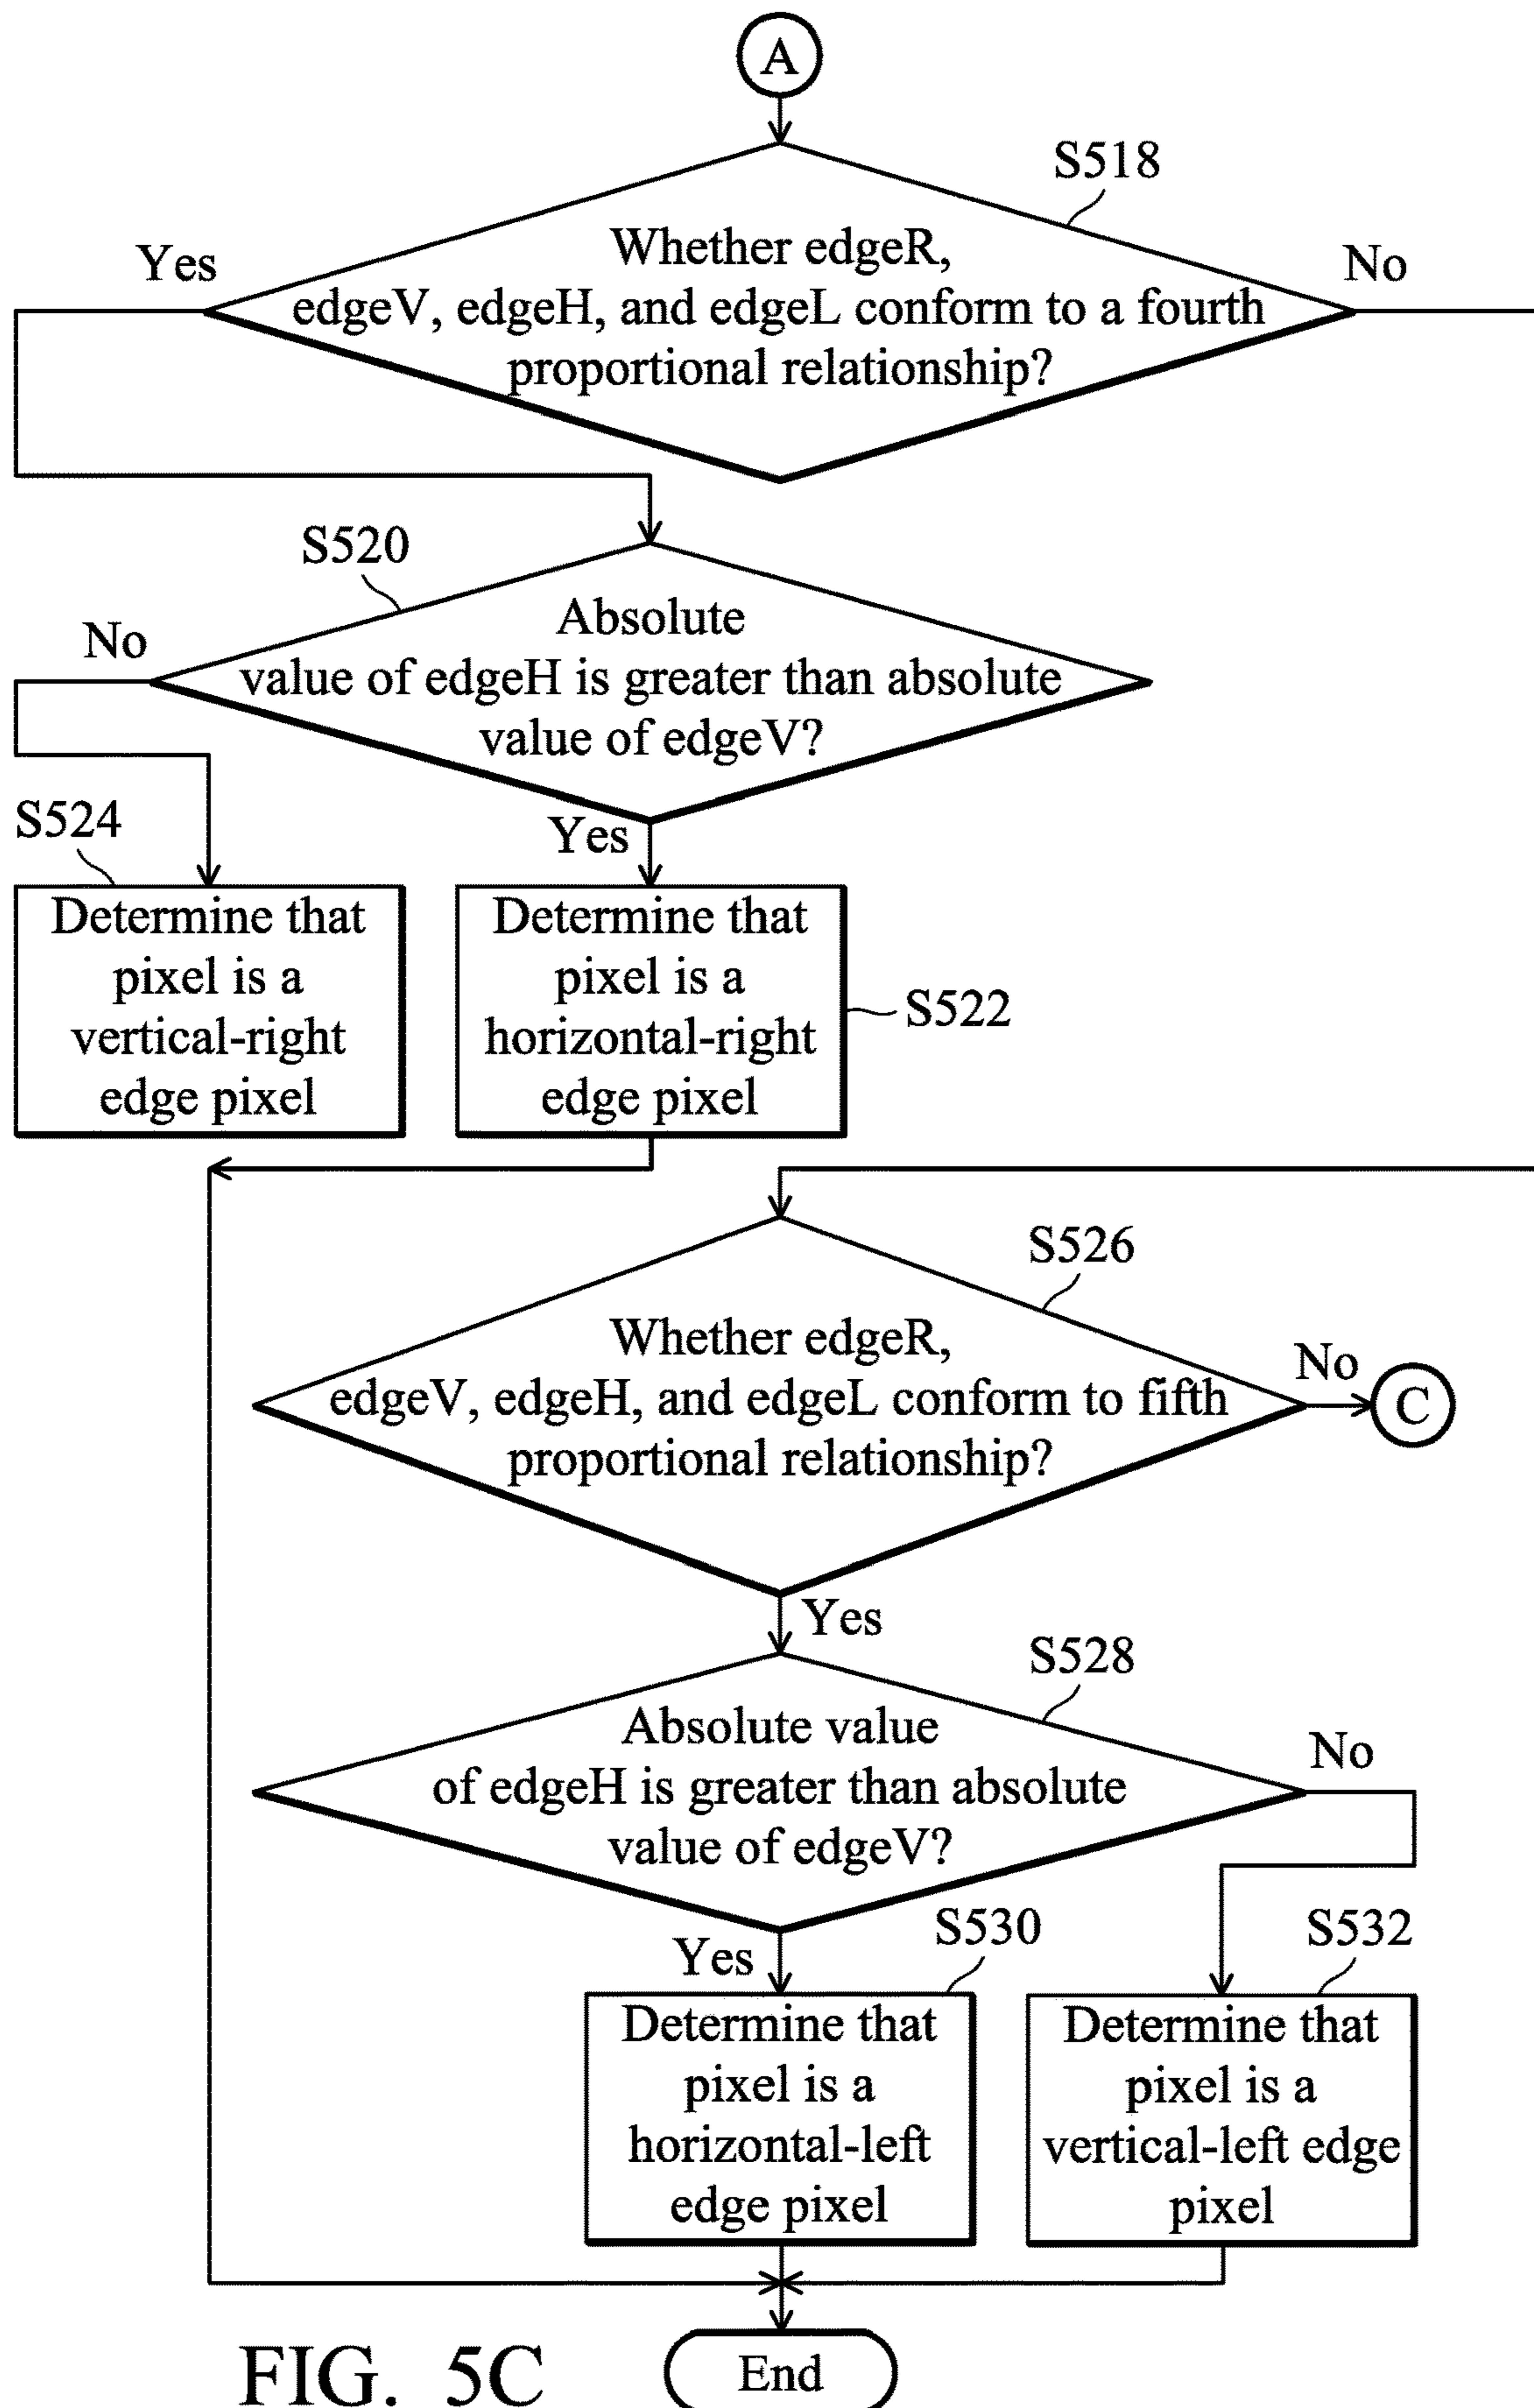 A
S518
Yes
No
Whether edgeR,
edgeV, edgeH, and edgeL conform to a fourth
proportional relationship?
S520
No
Absolute
value of edgeH is greater than absolute
value of edgeV?
S524
Yes
Determine that
pixel is a
vertical-right
edge pixel
Determine that
pixel is a
horizontal-right
edge pixel
S522
S526
Whether edgeR,
edgeV, edgeH, and edgeL conform to fifth
proportional relationship?
No
C
Yes
S528
Absolute value
of edgeH is greater than absolute
value of edgeV?
No
Yes
S530
S532
Determine that
pixel is a
horizontal-left
edge pixel
Determine that
pixel is a
vertical-left edge
pixel
End
FIG. 5C